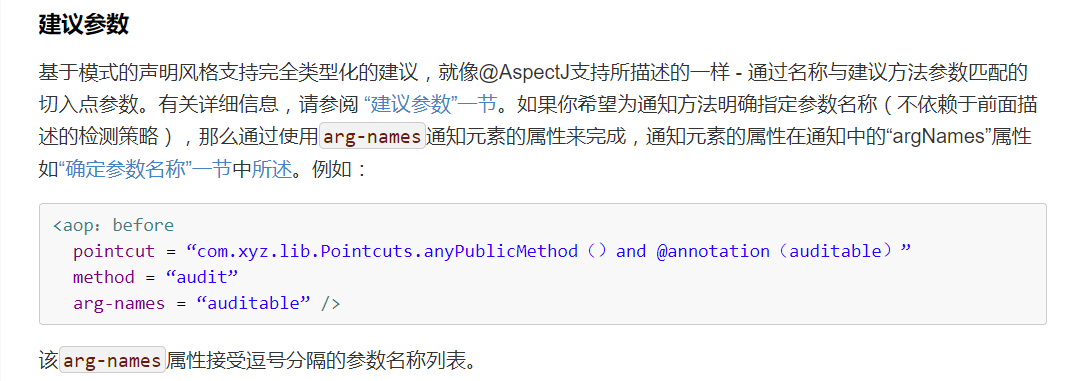 建议参数
基于模式的声明风格支持完全类型化的建议，就像@AspectJ支持所描述的一样 - 通过名称与建议方法参数匹配的
切入点参数。有关详细信息，请参阅 “建议参数”一节。如果你希望为通知方法明确指定参数名称（不依赖于前面描
述的检测策略），那么通过使用arg-names通知元素的属性来完成，通知元素的属性在通知中的“argNames”属性
如“确定参数名称”一节中所述。例如：
<aop：before
pointcut = “com.xyz.lib.Pointcuts.anyPublicMethod（）and @annotation（auditable）”
method = “audit”
arg-names = “auditable” />
该arg-names属性接受逗号分隔的参数名称列表。